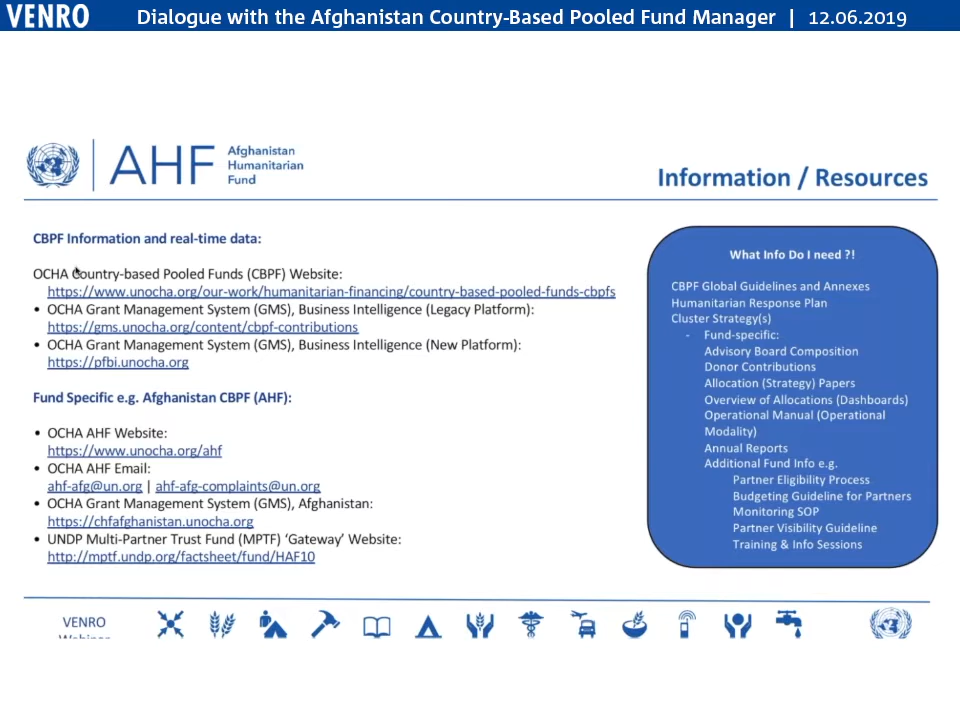 VENRO Dialogue with the Afghanistan Country-Based Pooled Fund Manager | 12.06.2019
AHF
Afghanistan
Humanitarian
Fund
Information / Resources
CBPF Information and real-time data:
OCHA Country-based Pooled Funds (CBPF) Website:
https://www.unocha.org/our-work/humanitarian-financing/country-based-pooled-funds-cbpfs
• OCHA Grant Management System (GMS), Business Intelligence (Legacy Platform):
https://gms.unocha.org/content/cbpf-contributions
• OCHA Grant Management System (GMS), Business Intelligence (New Platform):
https://pfbi.unocha.org
Fund Specific e.g. Afghanistan CBPF (AHF):
• OCHA AHF Website:
https://www.unocha.org/ahf
• OCHA AHF Email:
ahf-afg@un.org | ahf-afg-complaints@un.org
• OCHA Grant Management System (GMS), Afghanistan:
https://chfafghanistan.unocha.org
• UNDP Multi-Partner Trust Fund (MPTF) ‘Gateway’ Website:
http://mptf.undp.org/factsheet/fund/HAF10
What Info Do I need ?!
CBPF Global Guidelines and Annexes
Humanitarian Response Plan
Cluster Strategy(s)
- Fund-specific:
Advisory Board Composition
Donor Contributions
Allocation (Strategy) Papers
Overview of Allocations (Dashboards)
Operational Manual (Operational
Modality)
Annual Reports
Additional Fund Info e.g.
Partner Eligibility Process
Budgeting Guideline for Partners
Monitoring SOP
Partner Visibility Guideline
Training & Info Sessions
VENRO
Webinar